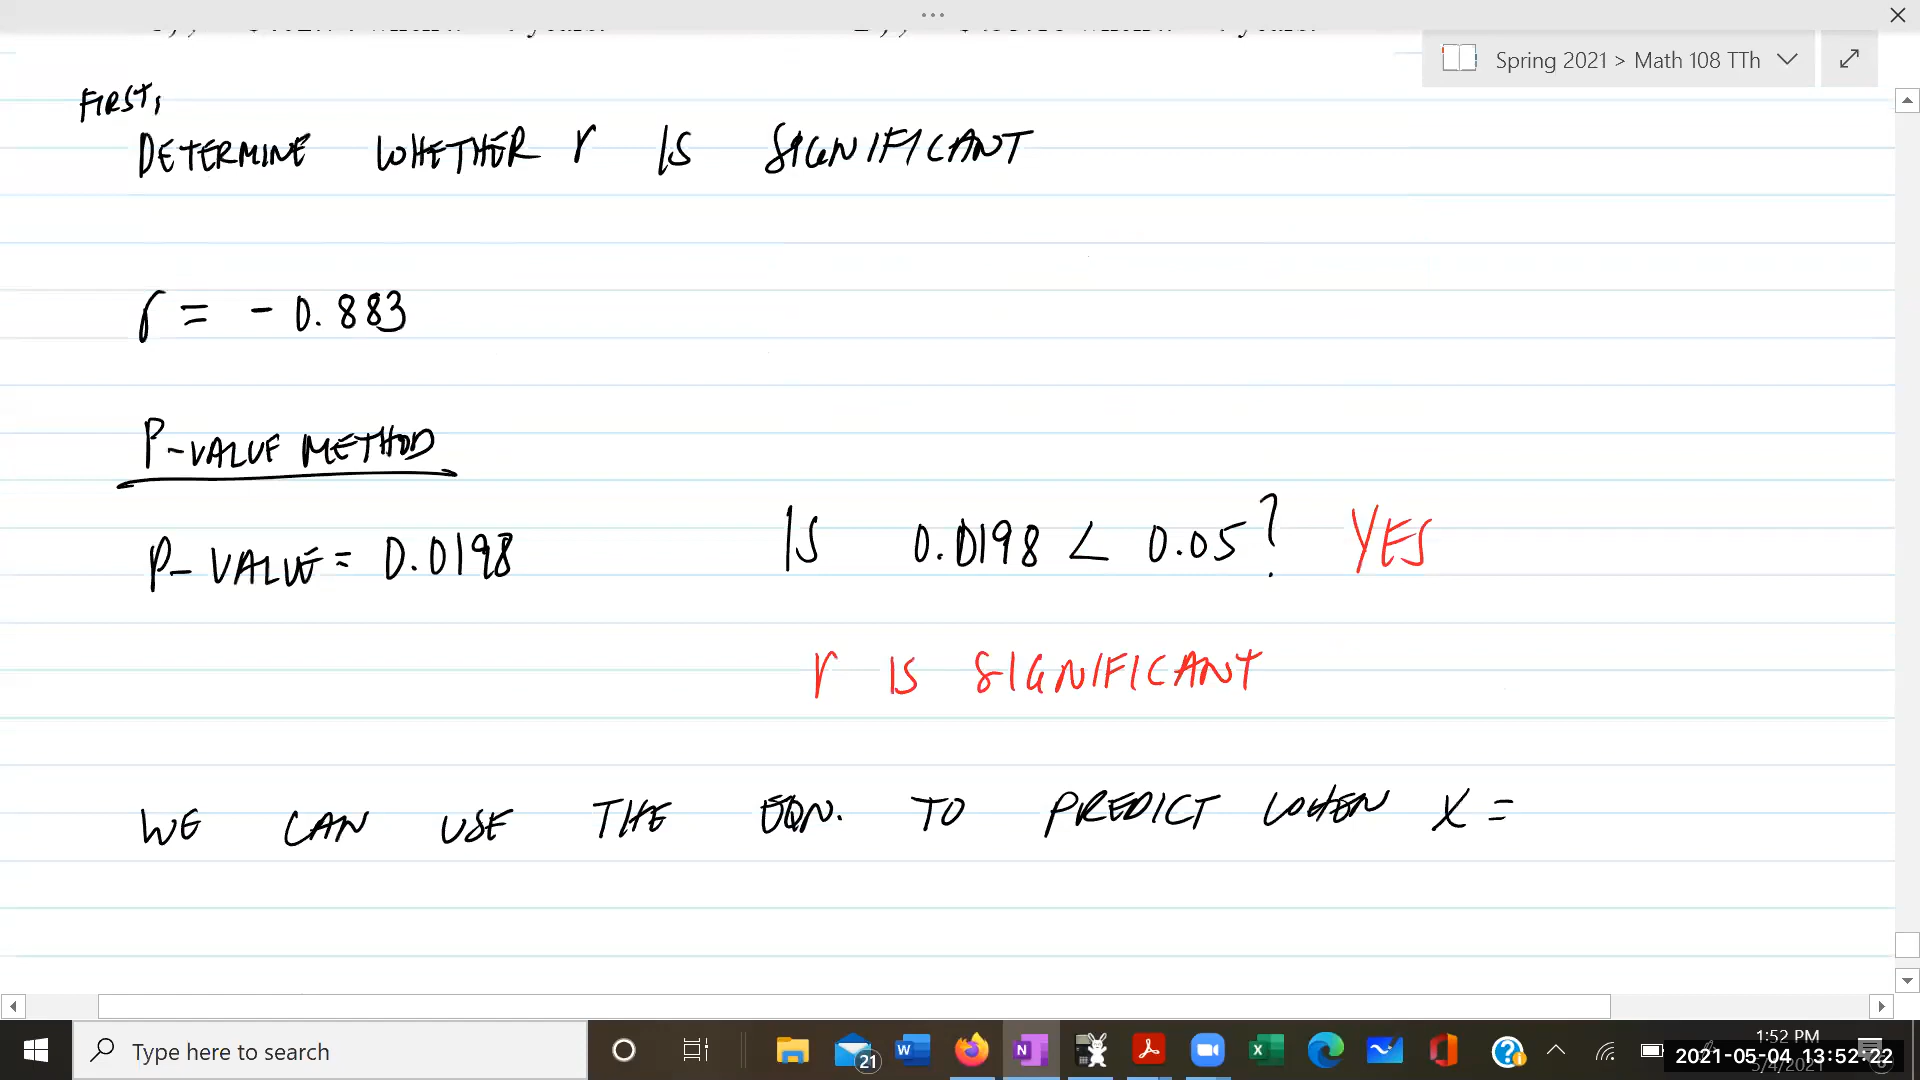 Spring 2021 > Math 108 TTh
FIRST,
DETERMINE WHETHER r IS SIGNIFICANT
r = - 0.883
P-VALUE METHOD
P- VALUE = 0.0198
IS 0.0198 < 0.05? YES
r IS SIGNIFICANT
WE CAN USE THE EQN. TO PREDICT WHEN X =
Type here to search
21
1:52 PM
2021-05-04 13:52:22